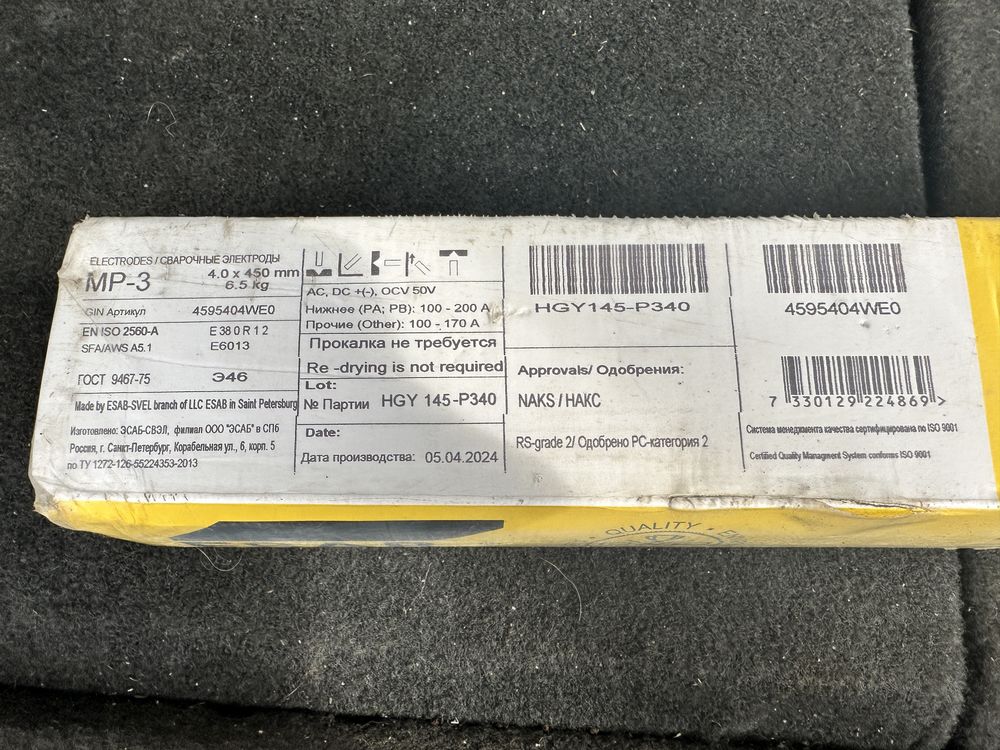 ELECTRODES / СВАРОЧНЫЕ ЭЛЕКТРОДЫ
МР-3 4.0 x 450 mm
6.5 kg
GIN Артикул 4595404WE0
EN ISO 2560-A E 38 0 R 1 2
SFA/AWS A5.1 E6013
ГОСТ 9467-75 Э46
Made by ESAB-SVEL branch of LLC ESAB in Saint Petersburg
Изготовлено: ЭСАБ-СВЭЛ, филиал ООО "ЭСАБ" в СПб
Россия, г. Санкт-Петербург, Корабельная ул., 6, корп. 5
по ТУ 1272-126-55224353-2013
AC, DC +(-), OCV 50V
Нижнее (PA; PB): 100 - 200 A
Прочие (Other): 100 - 170 A
Прокалка не требуется
Re -drying is not required
Lot:
№ Партии HGY 145-P340
Date:
Дата производства: 05.04.2024
HGY145-P340
Approvals/ Одобрения:
NAKS / НАКС
RS-grade 2/ Одобрено РС-категория 2
4595404WE0
7 330129 224869 >
Система менеджмента качества сертифицирована по ISO 9001
Certified Quality Managment System conforms ISO 9001
QUALITY